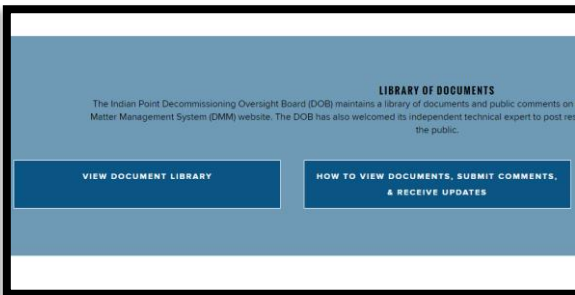 LIBRARY OF DOCUMENTS
The Indian Point Decommissioning Oversight Board (DOB) maintains a library of documents and public comments on
Matter Management System (DMM) website. The DOB has also welcomed its independent technical expert to post res
the public.
VIEW DOCUMENT LIBRARY
HOW TO VIEW DOCUMENTS, SUBMIT COMMENTS,
& RECEIVE UPDATES